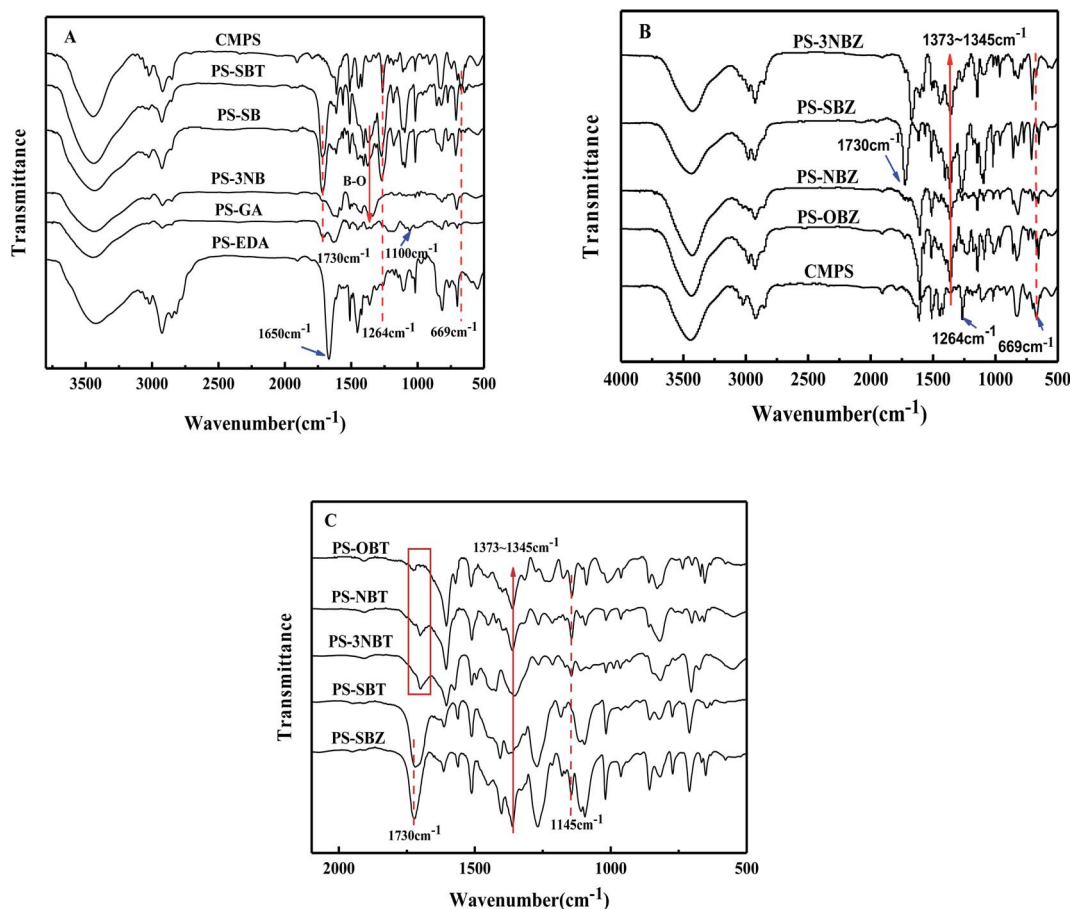 A
CMPS
PS-SBT
PS-SB
PS-3NB
PS-GA
PS-EDA
B-O
1730cm-1
1100cm-1
1650cm-1
1264cm-1
669cm-1
Transmittance
3500 3000 2500 2000 1500 1000 500
Wavenumber(cm-1)
B
PS-3NBZ
1373~1345cm-1
PS-SBZ
1730cm-1
PS-NBZ
PS-OBZ
CMPS
1264cm-1
669cm-1
Transmittance
4000 3500 3000 2500 2000 1500 1000 500
Wavenumber(cm-1)
C
PS-OBT
1373~1345cm-1
PS-NBT
PS-3NBT
PS-SBT
PS-SBZ
1730cm-1
1145cm-1
Transmittance
2000 1500 1000 500
Wavenumber(cm-1)